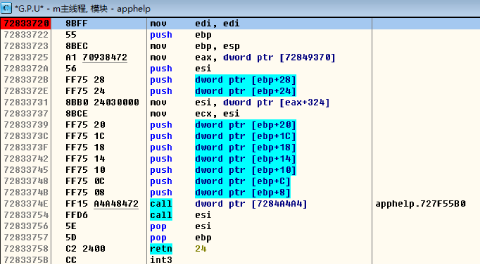 C *G.P.U* - m主线程, 模块 - apphelp
72833720 8BFF mov edi, edi
72833722 55 push ebp
72833723 8BEC mov ebp, esp
72833725 A1 70938472 mov eax, dword ptr [72849370]
7283372A 56 push esi
7283372B FF75 28 push dword ptr [ebp+28]
7283372E FF75 24 push dword ptr [ebp+24]
72833731 8BB0 24030000 mov esi, dword ptr [eax+324]
72833737 8BCE mov ecx, esi
72833739 FF75 20 push dword ptr [ebp+20]
7283373C FF75 1C push dword ptr [ebp+1C]
7283373F FF75 18 push dword ptr [ebp+18]
72833742 FF75 14 push dword ptr [ebp+14]
72833745 FF75 10 push dword ptr [ebp+10]
72833748 FF75 0C push dword ptr [ebp+C]
7283374B FF75 08 push dword ptr [ebp+8]
7283374E FF15 A4A48472 call dword ptr [7284A4A4] apphelp.727F55B0
72833754 FFD6 call esi
72833756 5E pop esi
72833757 5D pop ebp
72833758 C2 2400 retn 24
7283375B CC int3